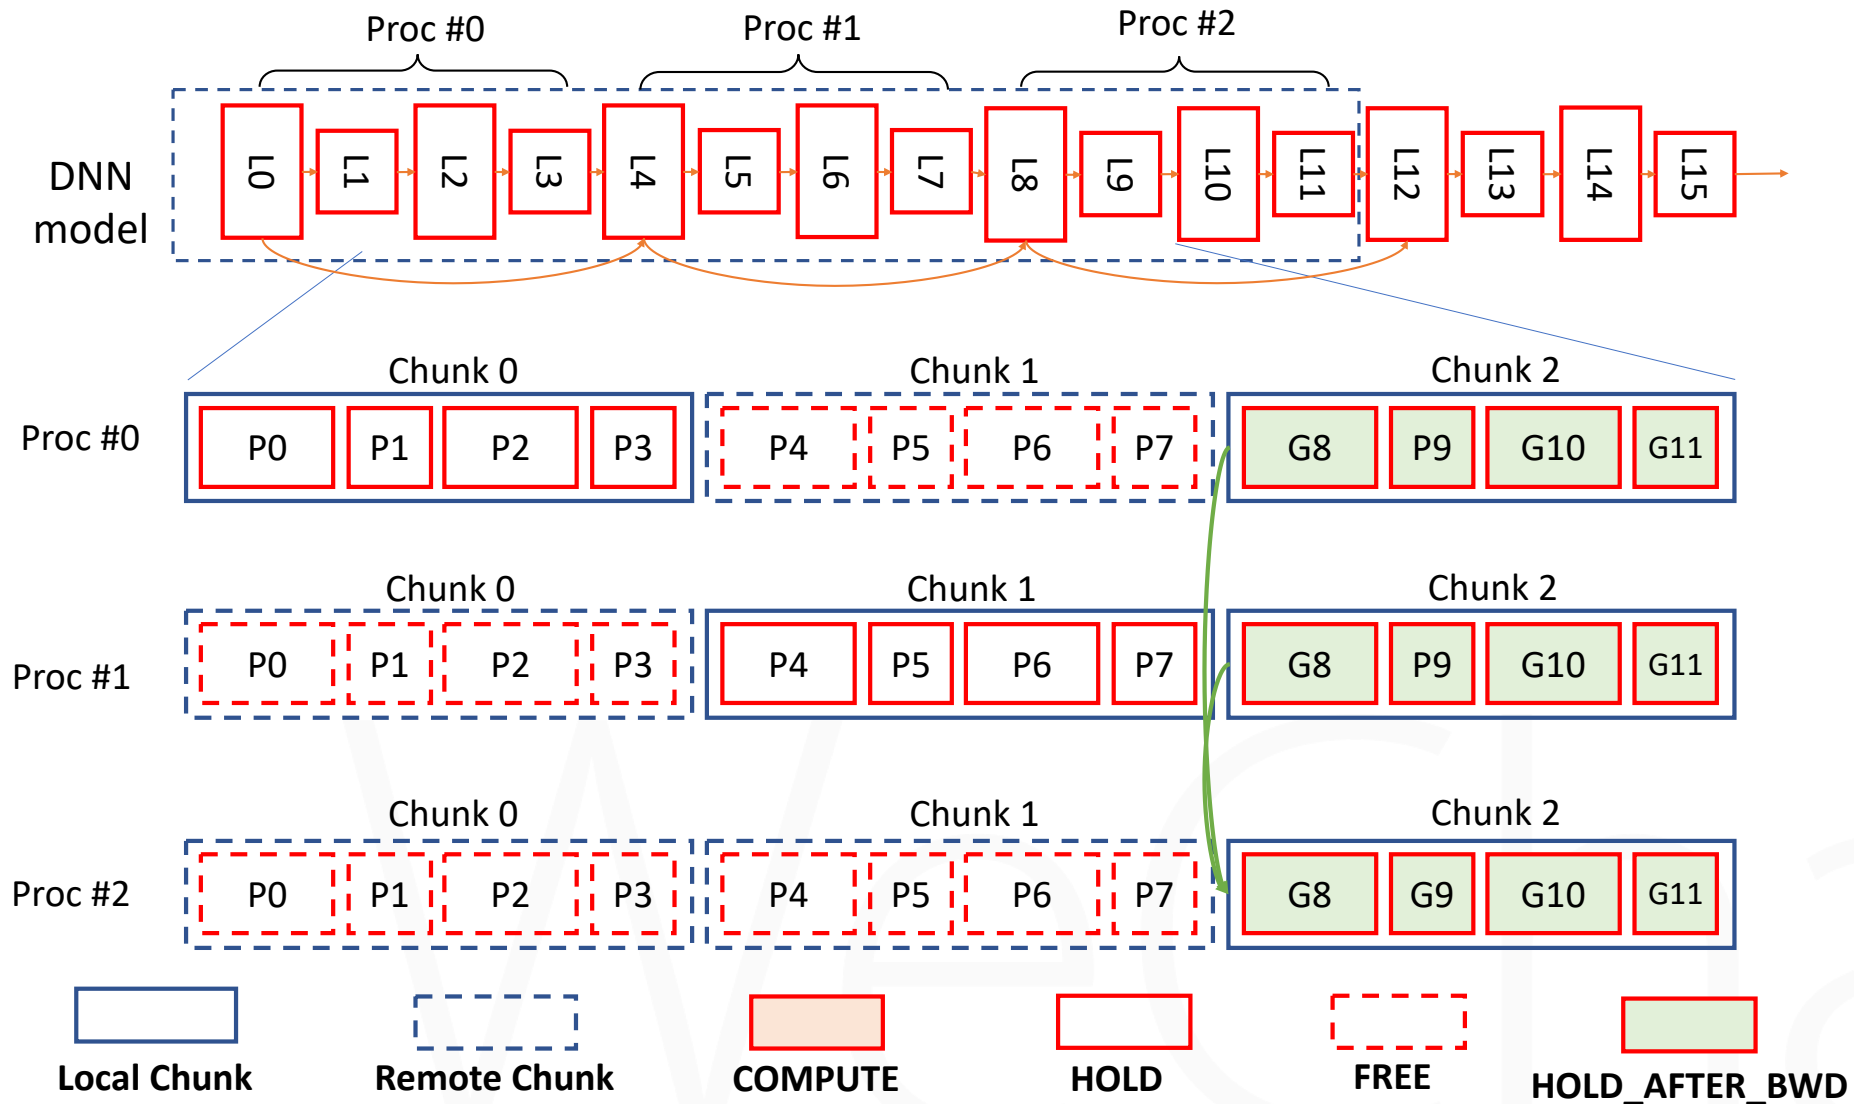 Proc #0 Proc #1 Proc #2
DNN
model
L0 L1 L2 L3 L4 L5 L6 L7 L8 L9 L10 L11 L12 L13 L14 L15
Chunk 0 Chunk 1 Chunk 2
Proc #0 P0 P1 P2 P3 P4 P5 P6 P7 G8 P9 G10 G11
Chunk 0 Chunk 1 Chunk 2
Proc #1 P0 P1 P2 P3 P4 P5 P6 P7 G8 P9 G10 G11
Chunk 0 Chunk 1 Chunk 2
Proc #2 P0 P1 P2 P3 P4 P5 P6 P7 G8 G9 G10 G11
Local Chunk Remote Chunk COMPUTE HOLD FREE HOLD_AFTER_BWD